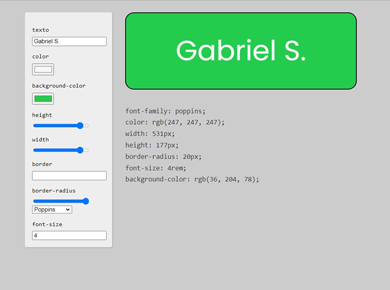 texto
Gabriel S.
color
background-color
height
width
border
border-radius
Poppins
font-size
4
Gabriel S.
font-family: poppins;
color: rgb(247, 247, 247);
width: 531px;
height: 177px;
border-radius: 20px;
font-size: 4rem;
background-color: rgb(36, 204, 78);